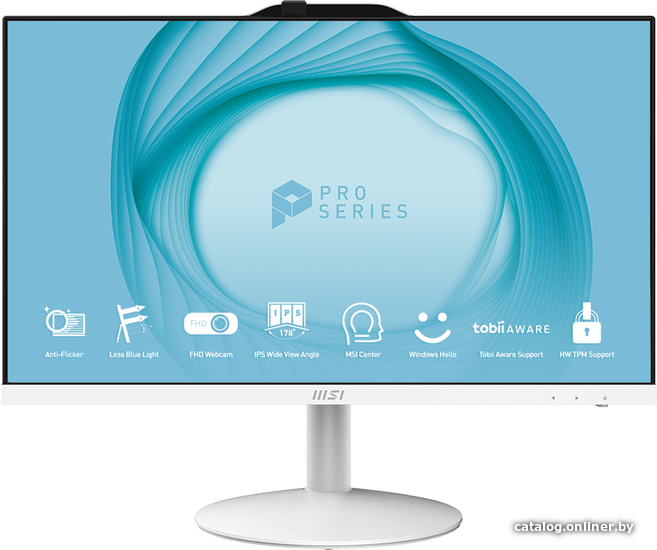 PRO
SERIES
FHD
IPS
178°
tobii AWARE
Anti-Flicker
Less Blue Light
FHD Webcam
IPS Wide View Angle
MSI Center
Windows Hello
Tobii Aware Support
HW TPM Support
msi
catalog.onliner.by